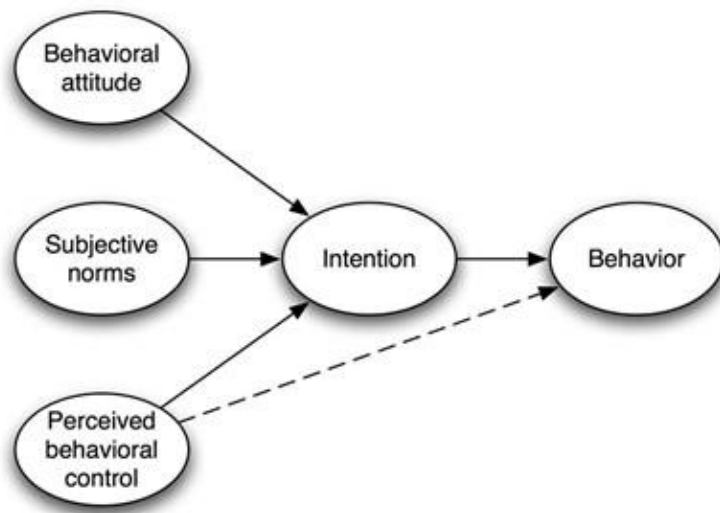 Behavioral
attitude
Subjective
norms
Intention
Behavior
Perceived
behavioral
control